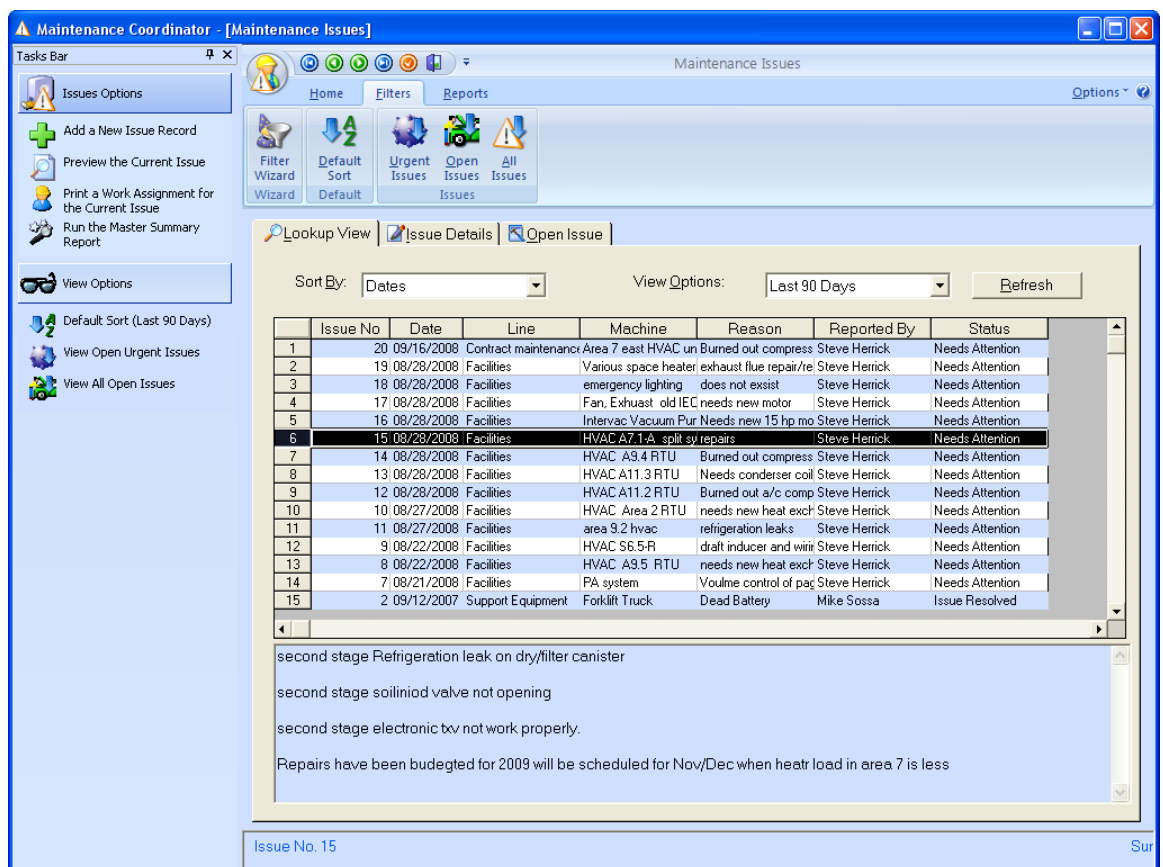 Maintenance Coordinator - [Maintenance Issues]
Tasks Bar
Issues Options
Add a New Issue Record
Preview the Current Issue
Print a Work Assignment for
the Current Issue
Run the Master Summary
Report
View Options
Default Sort (Last 90 Days)
View Open Urgent Issues
View All Open Issues
Maintenance Issues
Home Filters Reports Options
Filter Wizard
Default Sort
Urgent Issues
Open Issues
All Issues
Wizard Default Issues
Lookup View Issue Details Open Issue
Sort By: Dates View Options: Last 90 Days Refresh
Issue No Date Line Machine Reason Reported By Status
1 20 09/16/2008 Contract maintenance Area 7 east HVAC un Burned out compress Steve Herrick Needs Attention
2 19 08/28/2008 Facilities Various space heater exhaust flue repair/re Steve Herrick Needs Attention
3 18 08/28/2008 Facilities emergency lighting does not exsist Steve Herrick Needs Attention
4 17 08/28/2008 Facilities Fan, Exhuast old IEC needs new motor Steve Herrick Needs Attention
5 16 08/28/2008 Facilities Intervac Vacuum Pur Needs new 15 hp mo Steve Herrick Needs Attention
6 15 08/28/2008 Facilities HVAC A7.1-A split sy repairs Steve Herrick Needs Attention
7 14 08/28/2008 Facilities HVAC A9.4 RTU Burned out compress Steve Herrick Needs Attention
8 13 08/28/2008 Facilities HVAC A11.3 RTU Needs conderser coil Steve Herrick Needs Attention
9 12 08/28/2008 Facilities HVAC A11.2 RTU Burned out a/c comp Steve Herrick Needs Attention
10 10 08/27/2008 Facilities HVAC Area 2 RTU needs new heat exch Steve Herrick Needs Attention
11 11 08/27/2008 Facilities area 9.2 hvac refrigeration leaks Steve Herrick Needs Attention
12 9 08/22/2008 Facilities HVAC S6.5-R draft inducer and wirin Steve Herrick Needs Attention
13 8 08/22/2008 Facilities HVAC A9.5 RTU needs new heat exch Steve Herrick Needs Attention
14 7 08/21/2008 Facilities PA system Voulme control of pag Steve Herrick Needs Attention
15 2 09/12/2007 Support Equipment Forklift Truck Dead Battery Mike Sossa Issue Resolved
second stage Refrigeration leak on dry/filter canister
second stage soiliniod valve not opening
second stage electronic txv not work properly.
Repairs have been budegted for 2009 will be scheduled for Nov/Dec when heatr load in area 7 is less
Issue No. 15 Sur